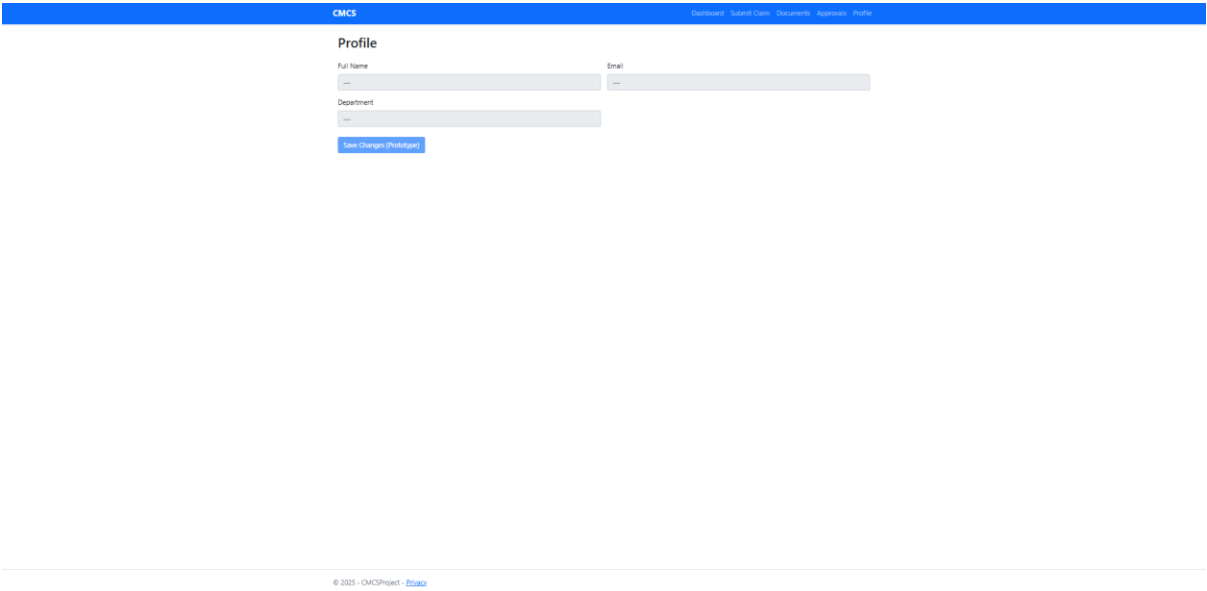 CMCS Dashboard Submit Claim Documents Approvals Profile
Profile
Full Name Email
--- ---
Department
---
Save Changes (Prototype)
© 2025 - CMCSProject - Privacy